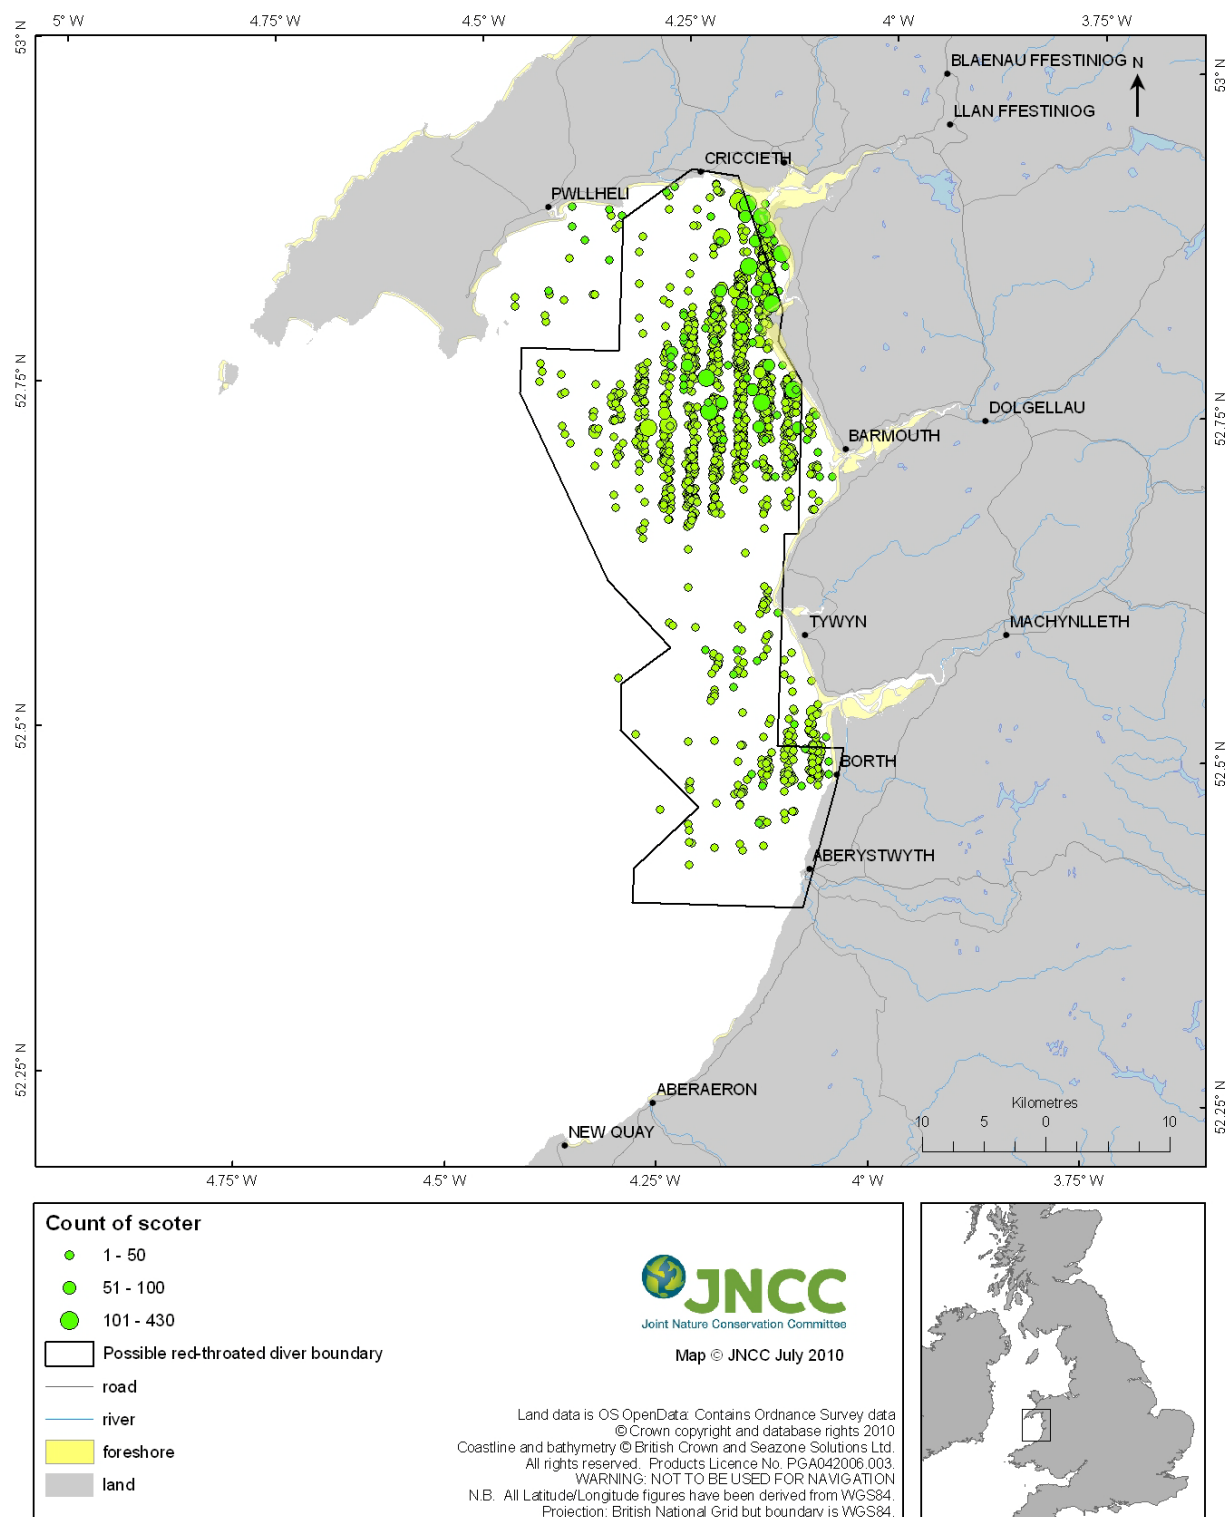 5° W
4.75° W
4.5° W
4.25° W
4° W
3.75° W
53° N
53° N
BLAENAU FFESTINIOG
N
LLAN FFESTINIOG
CRICCIETH
PWLLHELI
52.75° N
52.75° N
DOLGELLAU
BARMOUTH
TYWYN
MACHYNLLETH
52.5° N
52.5° N
BORTH
ABERYSTWYTH
52.25° N
52.25° N
ABERAERON
NEW QUAY
Kilometres
10 5 0 10
4.75° W
4.5° W
4.25° W
4° W
3.75° W
Count of scoter
1 - 50
51 - 100
101 - 430
Possible red-throated diver boundary
road
river
foreshore
land
JNCC
Joint Nature Conservation Committee
Map © JNCC July 2010
Land data is OS OpenData: Contains Ordnance Survey data
© Crown copyright and database rights 2010
Coastline and bathymetry © British Crown and Seazone Solutions Ltd.
All rights reserved. Products Licence No. PGA042006.003.
WARNING: NOT TO BE USED FOR NAVIGATION
N.B. All Latitude/Longitude figures have been derived from WGS84.
Projection: British National Grid but boundary is WGS84.